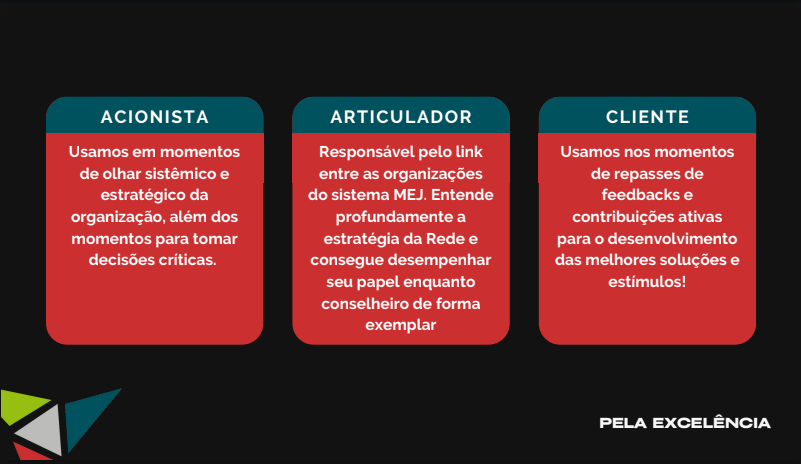 ACIONISTA
Usamos em momentos
de olhar sistêmico e
estratégico da
organização, além dos
momentos para tomar
decisões críticas.
ARTICULADOR
Responsável pelo link
entre as organizações
do sistema MEJ. Entende
profundamente a
estratégia da Rede e
consegue desempenhar
seu papel enquanto
conselheiro de forma
exemplar
CLIENTE
Usamos nos momentos
de repasses de
feedbacks e
contribuições ativas
para o desenvolvimento
das melhores soluções e
estímulos!
PELA EXCELÊNCIA